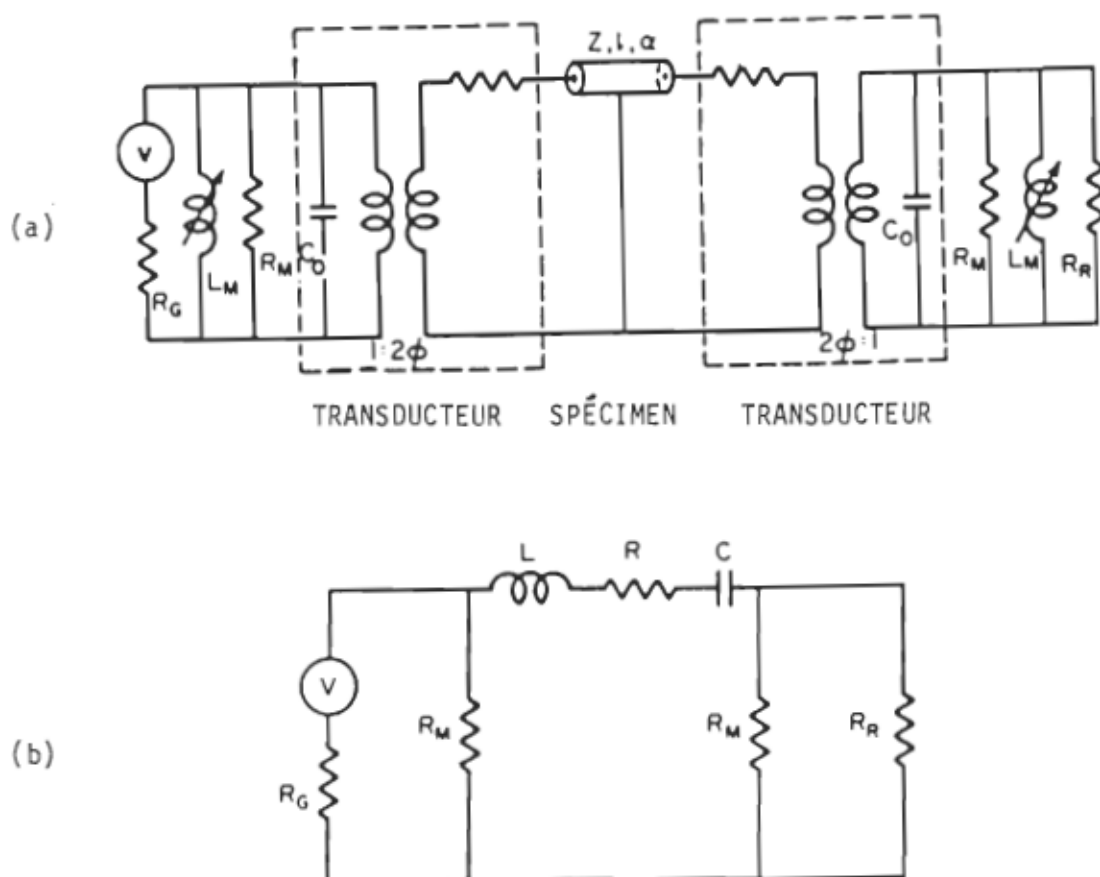 Z, l, α
(a)
V
R_G
L_M
R_M
C_0
1:2ϕ
2ϕ:1
C_0
R_M
L_M
R_R
TRANSDUCTEUR SPÉCIMEN TRANSDUCTEUR
L R C
(b)
V
R_G
R_M
R_M
R_R